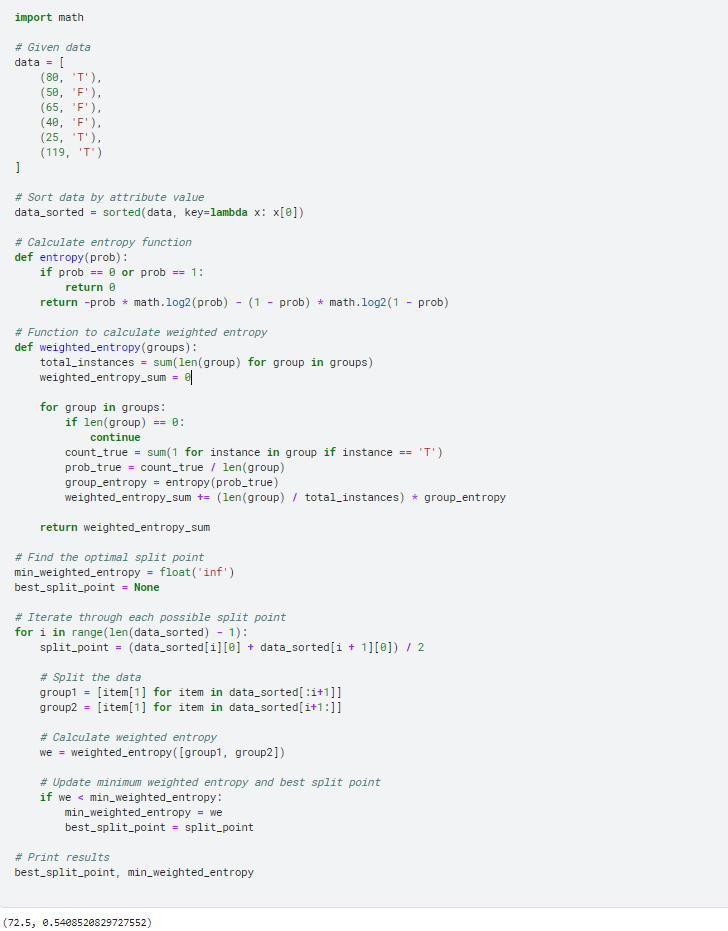 import math

# Given data
data = [
    (80, 'T'),
    (50, 'F'),
    (65, 'F'),
    (40, 'F'),
    (25, 'T'),
    (119, 'T')
]

# Sort data by attribute value
data_sorted = sorted(data, key=lambda x: x[0])

# Calculate entropy function
def entropy(prob):
    if prob == 0 or prob == 1:
        return 0
    return -prob * math.log2(prob) - (1 - prob) * math.log2(1 - prob)

# Function to calculate weighted entropy
def weighted_entropy(groups):
    total_instances = sum(len(group) for group in groups)
    weighted_entropy_sum = 0

    for group in groups:
        if len(group) == 0:
            continue
        count_true = sum(1 for instance in group if instance == 'T')
        prob_true = count_true / len(group)
        group_entropy = entropy(prob_true)
        weighted_entropy_sum += (len(group) / total_instances) * group_entropy

    return weighted_entropy_sum

# Find the optimal split point
min_weighted_entropy = float('inf')
best_split_point = None

# Iterate through each possible split point
for i in range(len(data_sorted) - 1):
    split_point = (data_sorted[i][0] + data_sorted[i + 1][0]) / 2

    # Split the data
    group1 = [item[1] for item in data_sorted[:i+1]]
    group2 = [item[1] for item in data_sorted[i+1:]]

    # Calculate weighted entropy
    we = weighted_entropy([group1, group2])

    # Update minimum weighted entropy and best split point
    if we < min_weighted_entropy:
        min_weighted_entropy = we
        best_split_point = split_point

# Print results
best_split_point, min_weighted_entropy

(72.5, 0.5408520829727552)